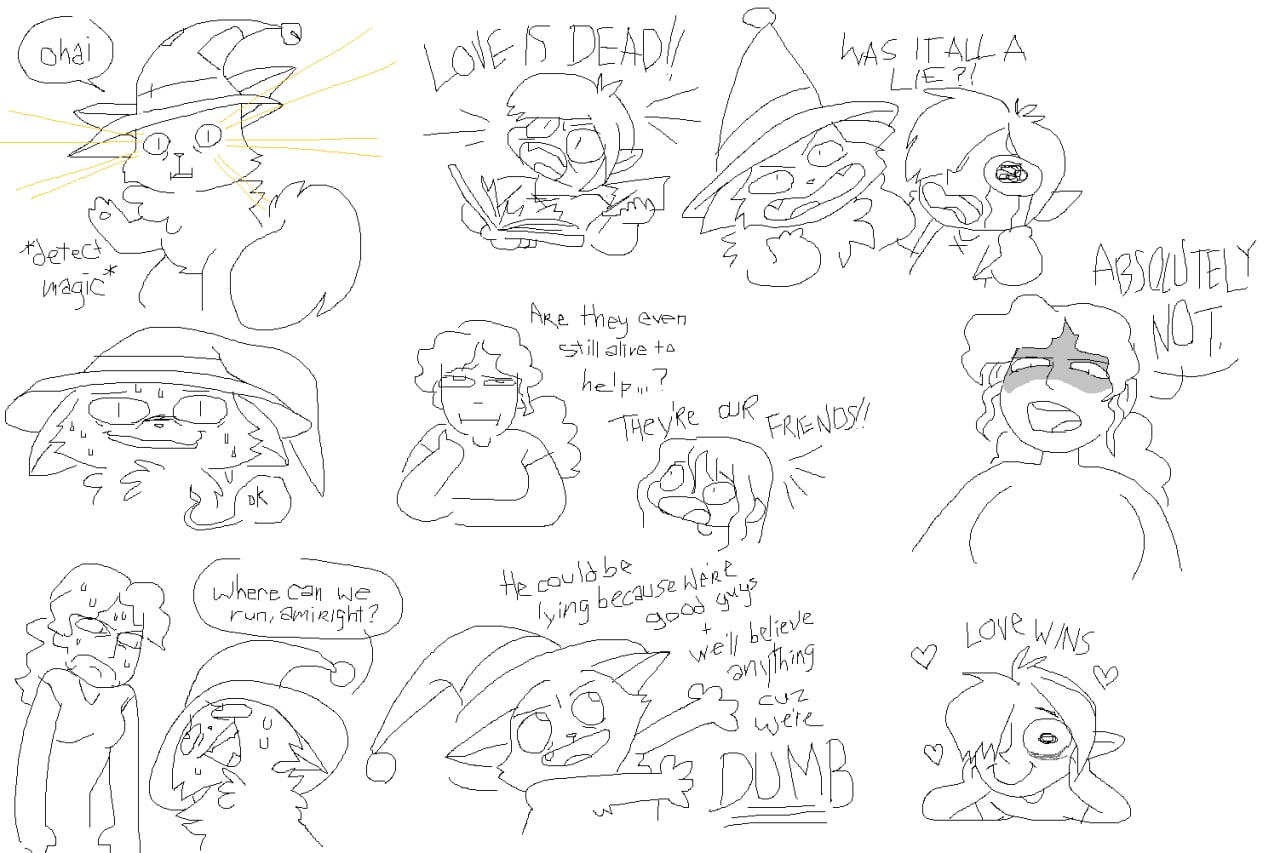 ohai
*detect
magic*
LOVE IS DEAD!!
WAS IT ALL A
LIE?!
ABSOLUTELY
NOT.
OK
Are they even
still alive to
help...?
They're OUR
FRIENDS!!
Where can we
run, amiright?
He could be
lying because we're
good guys
+
we'll believe
anything
cuz
we're
DUMB
LOVE WINS